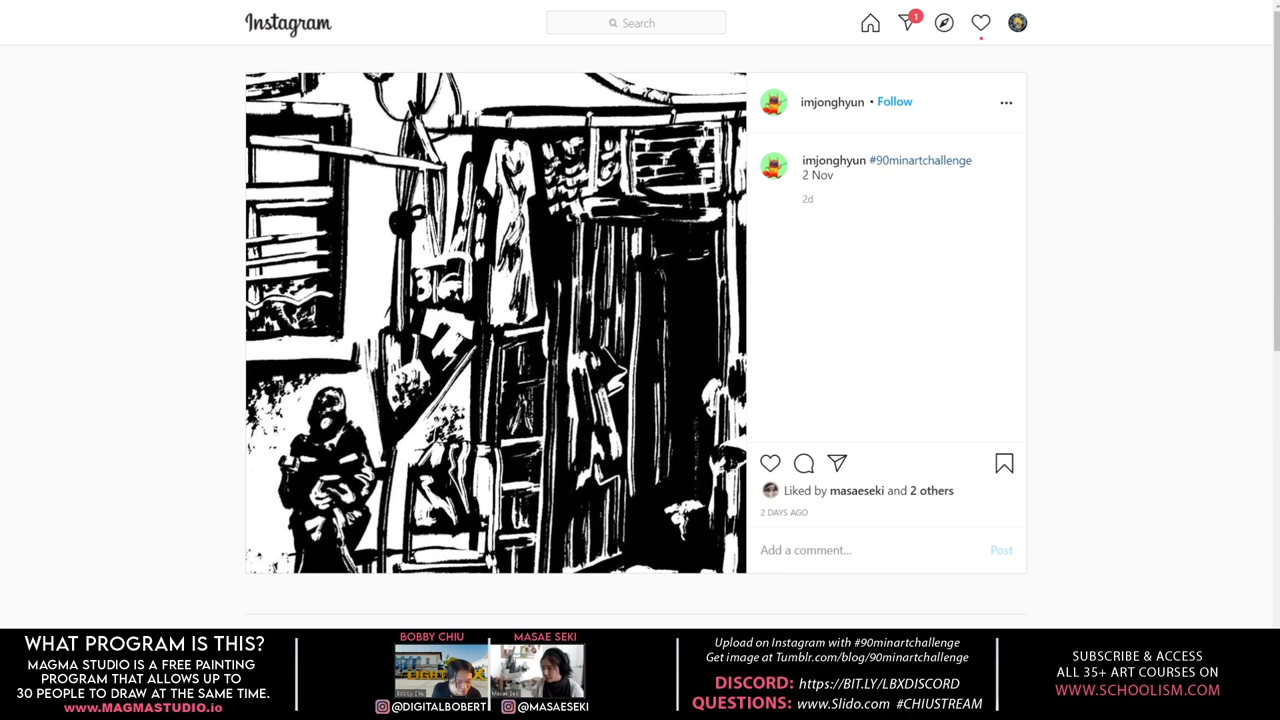 Instagram
Search
1
imjonghyun • Follow
imjonghyun #90minartchallenge
2 Nov
2d
Liked by masaeseki and 2 others
2 DAYS AGO
Add a comment...
Post
WHAT PROGRAM IS THIS?
MAGMA STUDIO IS A FREE PAINTING
PROGRAM THAT ALLOWS UP TO
30 PEOPLE TO DRAW AT THE SAME TIME.
www.MAGMASTUDIO.io
BOBBY CHIU
MASAE SEKI
@DIGITALBOBERT
@MASAESEKI
Upload on Instagram with #90minartchallenge
Get image at Tumblr.com/blog/90minartchallenge
DISCORD: https://BIT.LY/LBXDISCORD
QUESTIONS: www.Slido.com #CHIUSTREAM
SUBSCRIBE & ACCESS
ALL 35+ ART COURSES ON
WWW.SCHOOLISM.COM